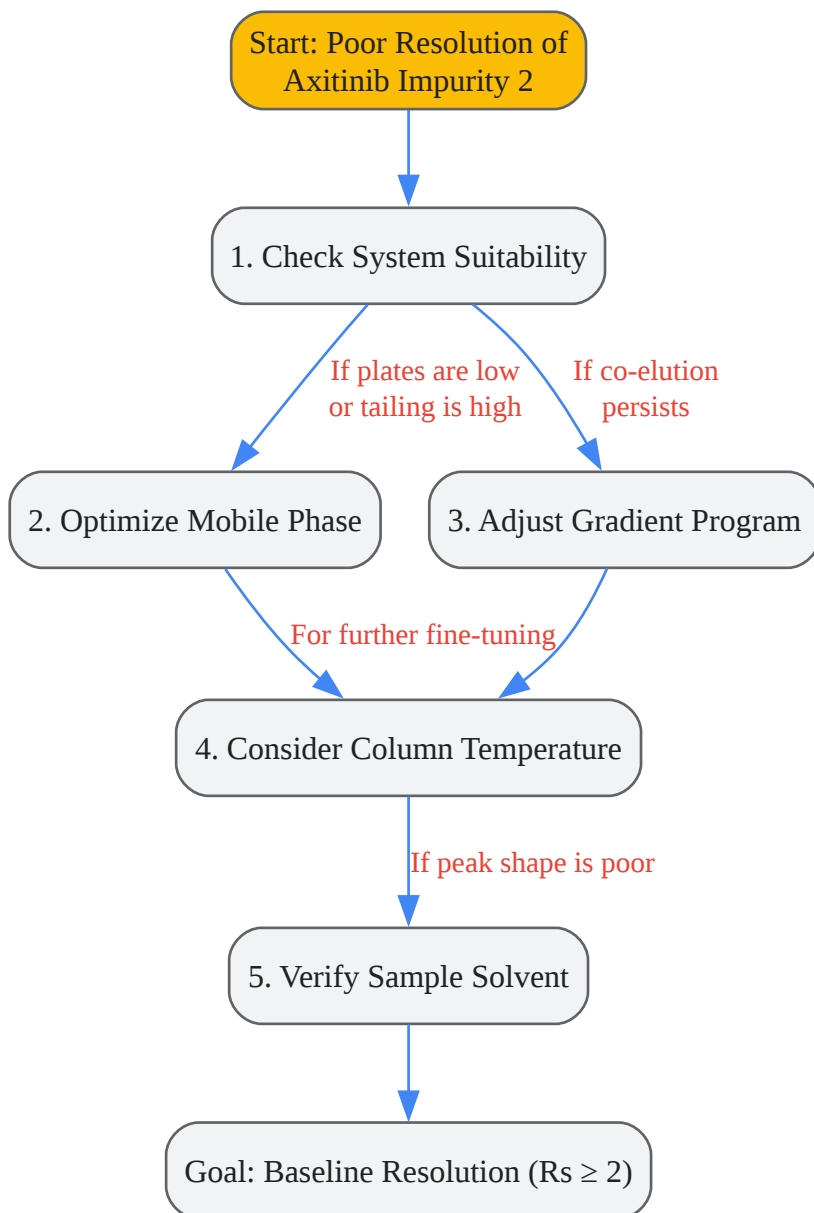 Start: Poor Resolution of
Axitinib Impurity 2
1. Check System Suitability
If plates are low
or tailing is high
If co-elution
persists
2. Optimize Mobile Phase
3. Adjust Gradient Program
For further fine-tuning
4. Consider Column Temperature
If peak shape is poor
5. Verify Sample Solvent
Goal: Baseline Resolution (Rs ≥ 2)